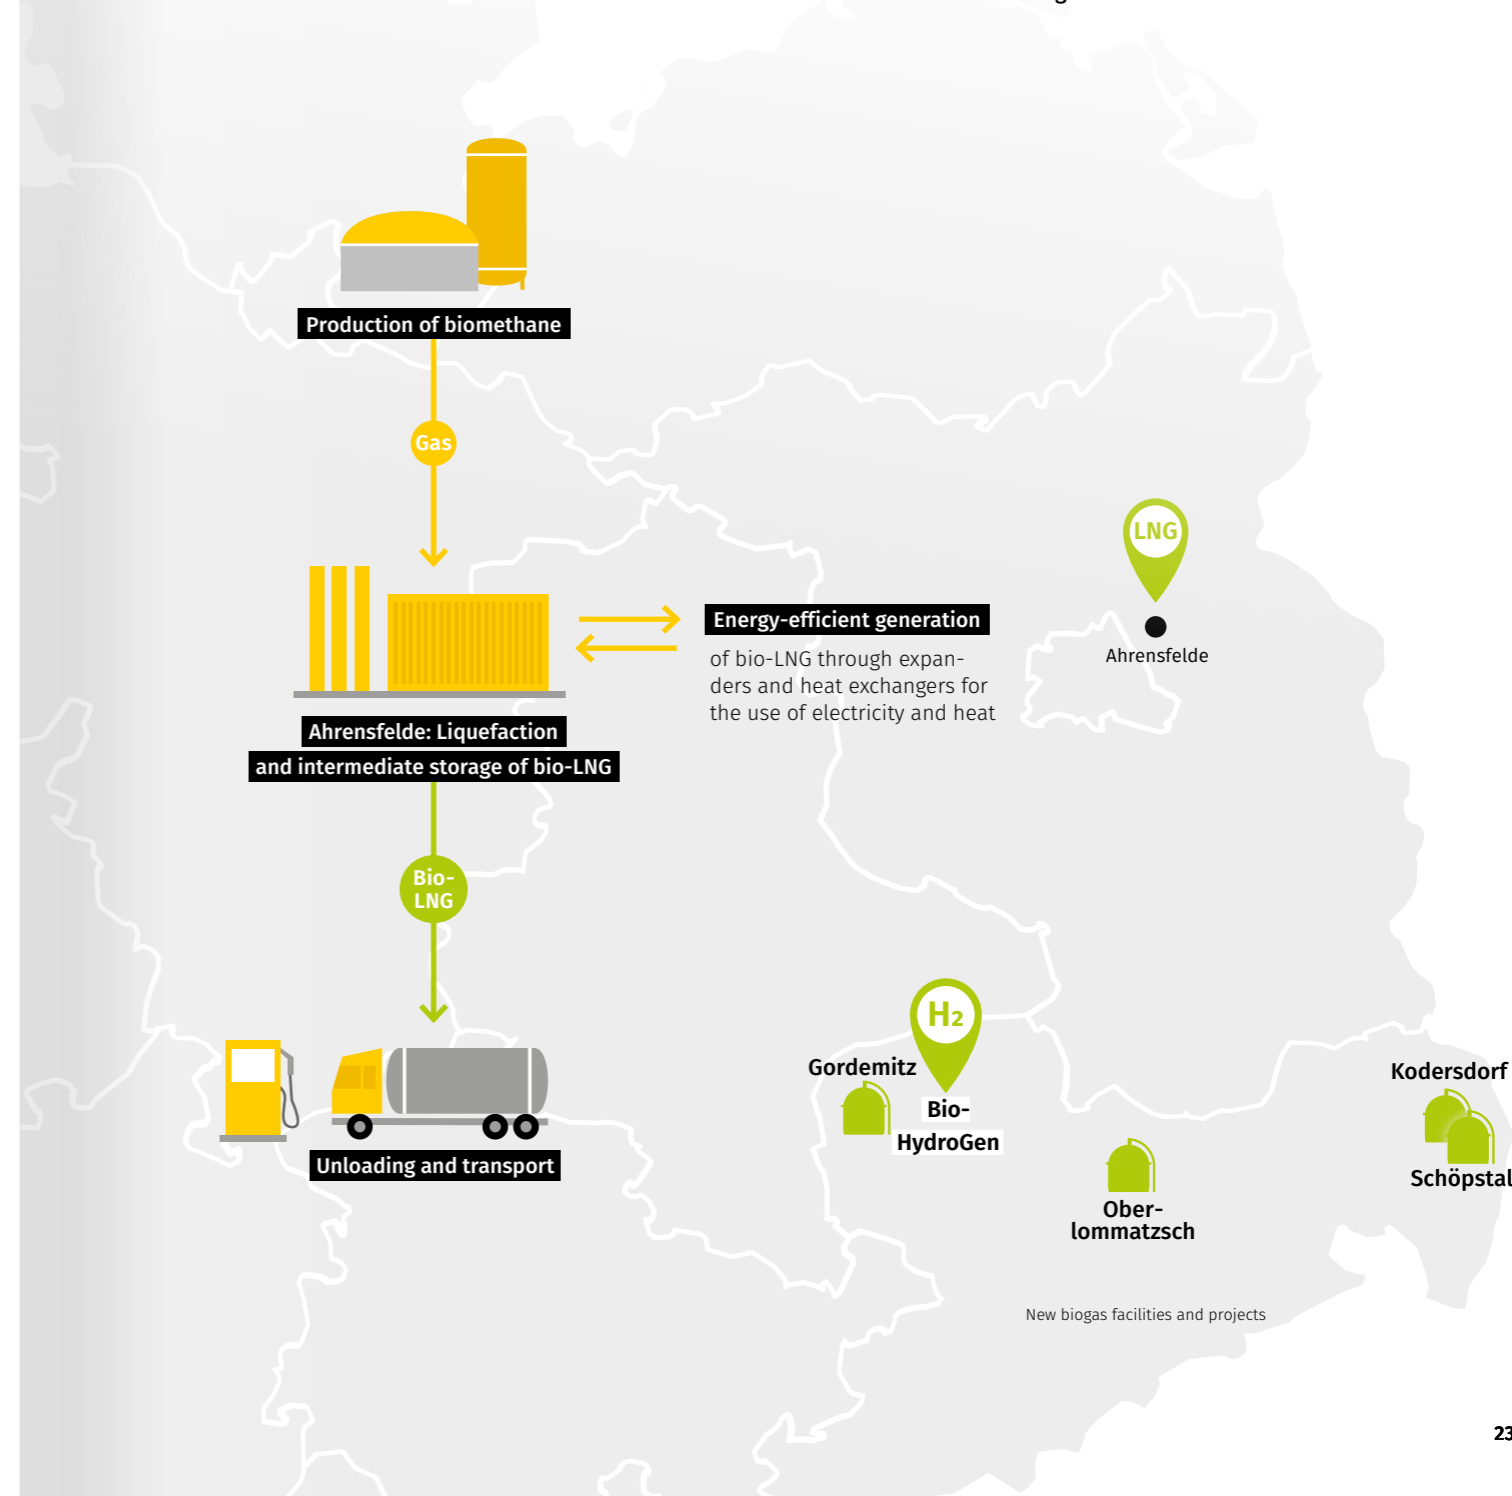 Production of biomethane
Gas
LNG
Ahrensfelde
Energy-efficient generation
of bio-LNG through expan-
ders and heat exchangers for
the use of electricity and heat
Ahrensfelde: Liquefaction
and intermediate storage of bio-LNG
Bio-
LNG
Unloading and transport
H₂
Gordemitz
Bio-
HydroGen
Kodersdorf
Schöpstal
Ober-
lommatzsch
New biogas facilities and projects
23